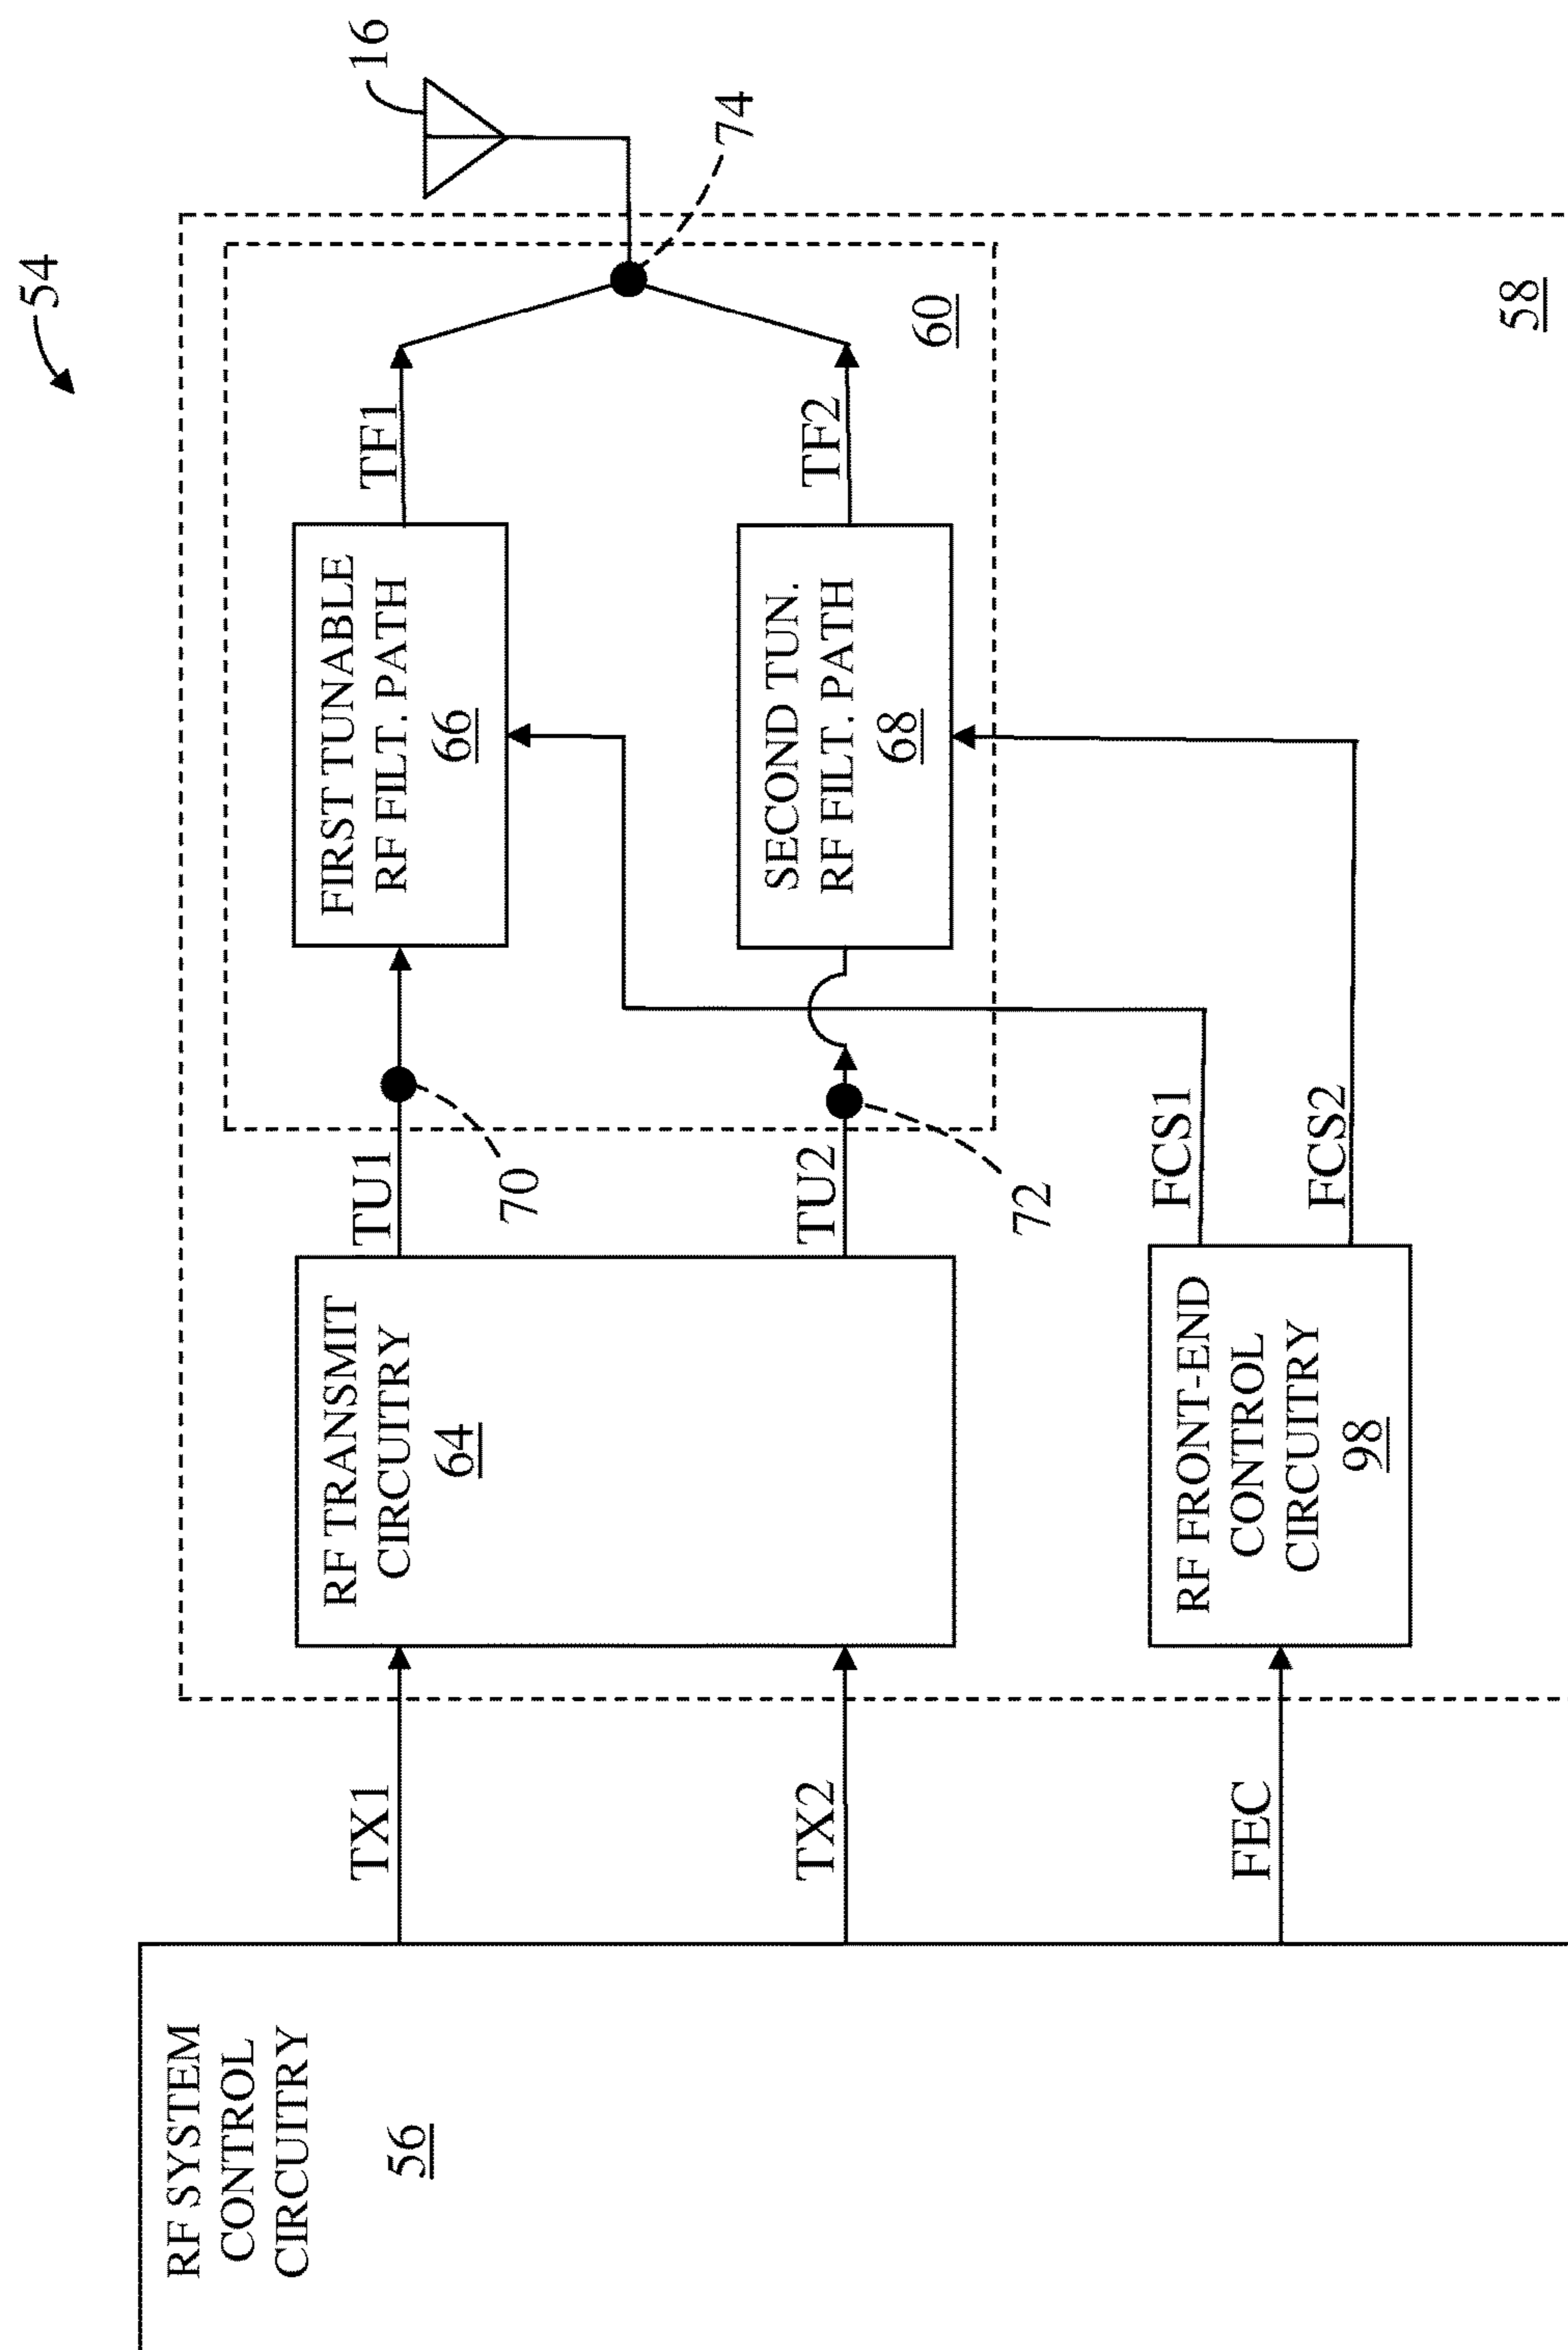 54
16
RF SYSTEM
CONTROL
CIRCUITRY
56
TX1
RF TRANSMIT
CIRCUITRY
64
TU1
70
FIRST TUNABLE
RF FILT. PATH
66
TF1
74
TX2
TU2
72
SECOND TUN.
RF FILT. PATH
68
TF2
60
FEC
RF FRONT-END
CONTROL
CIRCUITRY
98
FCS1
FCS2
58